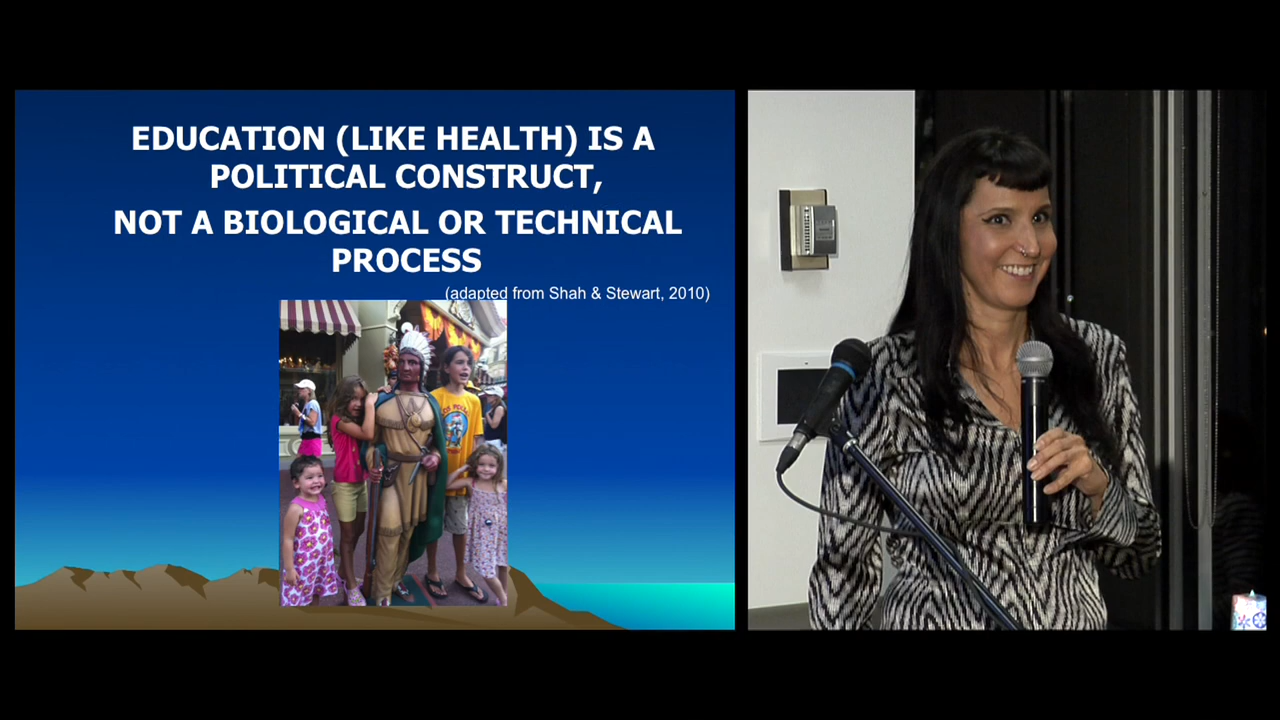 EDUCATION (LIKE HEALTH) IS A
POLITICAL CONSTRUCT,
NOT A BIOLOGICAL OR TECHNICAL
PROCESS
(adapted from Shah & Stewart, 2010)